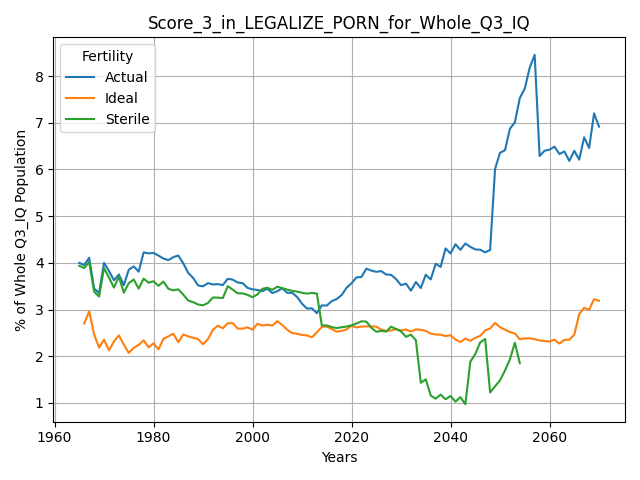 Score_3_in_LEGALIZE_PORN_for_Whole_Q3_IQ
% of Whole Q3_IQ Population
8
7
6
5
4
3
2
1
Fertility
Actual
Ideal
Sterile
1960
1980
2000
2020
2040
2060
Years